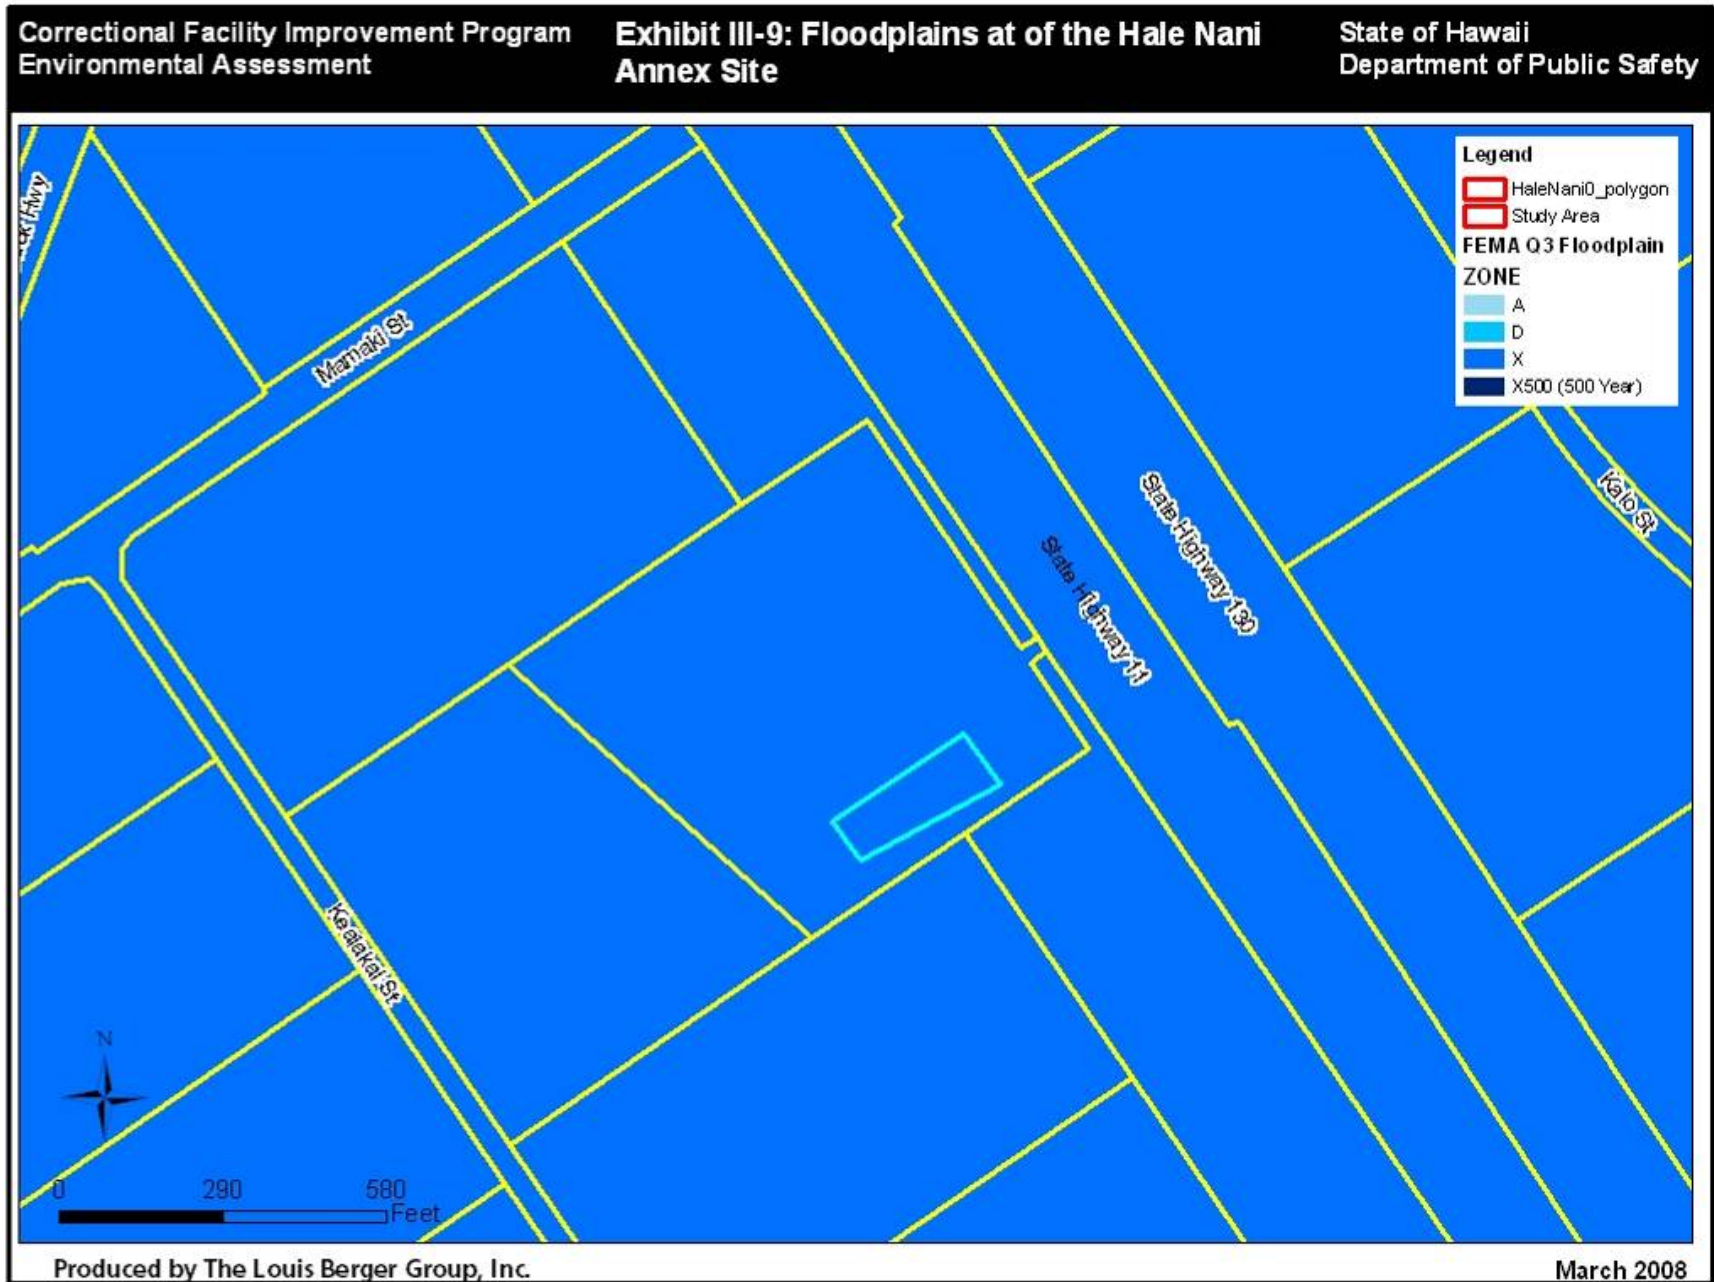 Correctional Facility Improvement Program
Environmental Assessment
Exhibit III-9: Floodplains at of the Hale Nani
Annex Site
State of Hawaii
Department of Public Safety
Legend
HaleNani0_polygon
Study Area
FEMA Q3 Floodplain
ZONE
A
D
X
X500 (500 Year)
Hwy
Mamaki St
State Highway 130
State Highway 11
Kalo St
Kealakai St
N
0 290 580
Feet
Produced by The Louis Berger Group, Inc.
March 2008